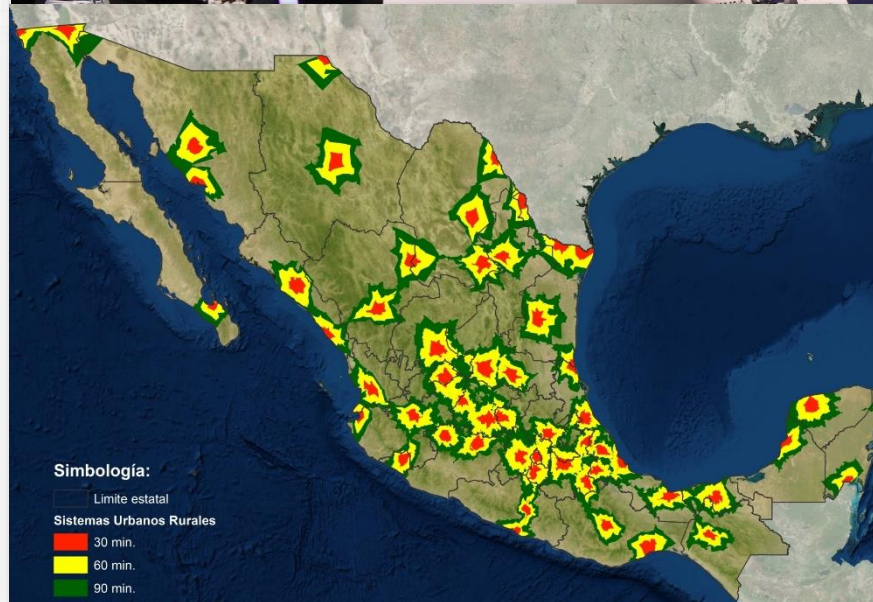 Simbología:
Limite estatal
Sistemas Urbanos Rurales
30 min.
60 min.
90 min.